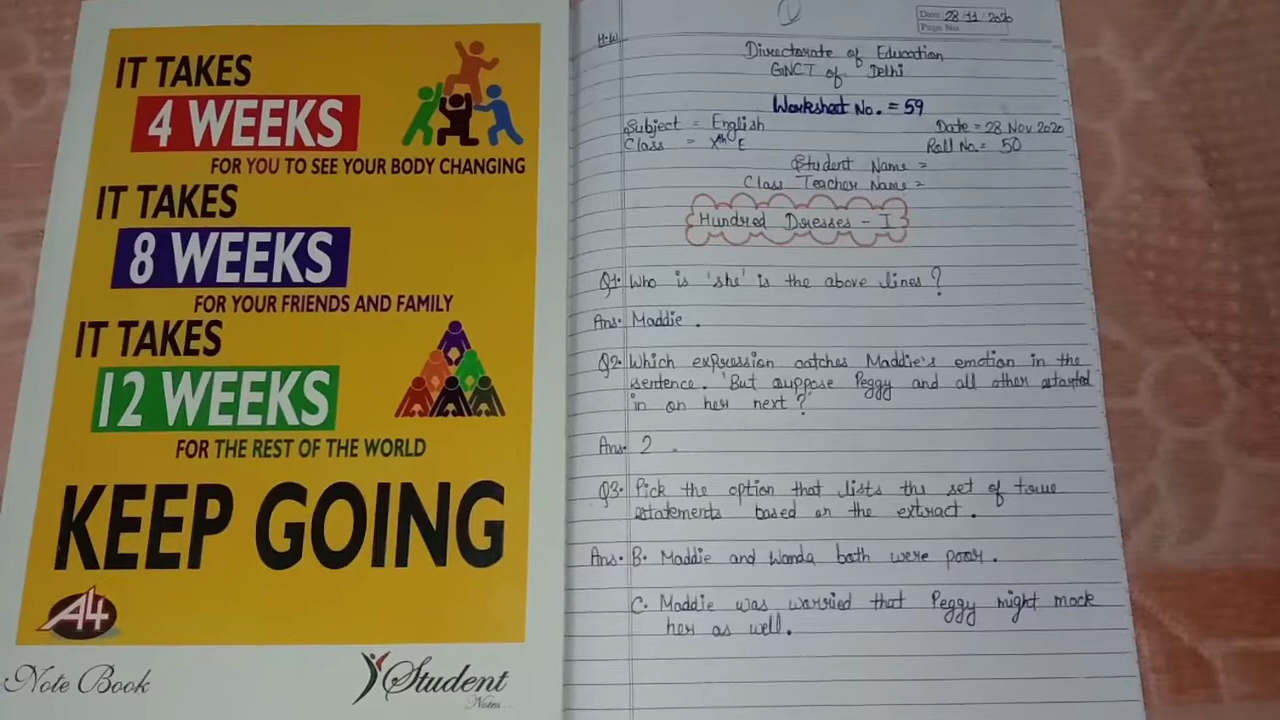 IT TAKES
4 WEEKS
FOR YOU TO SEE YOUR BODY CHANGING
IT TAKES
8 WEEKS
FOR YOUR FRIENDS AND FAMILY
IT TAKES
12 WEEKS
FOR THE REST OF THE WORLD
KEEP GOING
A4
Note Book
Student
Notes...
1
Date: 28/11/2020
Page No.
H.W
Directorate of Education
GNCT of Delhi
Worksheet No. = 59
Subject = English
Date = 28 Nov 2020
Class = Xth E
Roll No. = 50
Student Name =
Class Teacher Name =
Hundred Dresses - I
Q1. Who is 'she' is the above lines?
Ans. Maddie.
Q2. Which expression catches Maddie's emotion in the
sentence. 'But suppose Peggy and all other started
in on her next?'
Ans. 2.
Q3. Pick the option that lists the set of true
statements based on the extract.
Ans. B. Maddie and Wanda both were poor.
C. Maddie was worried that Peggy might mock
her as well.